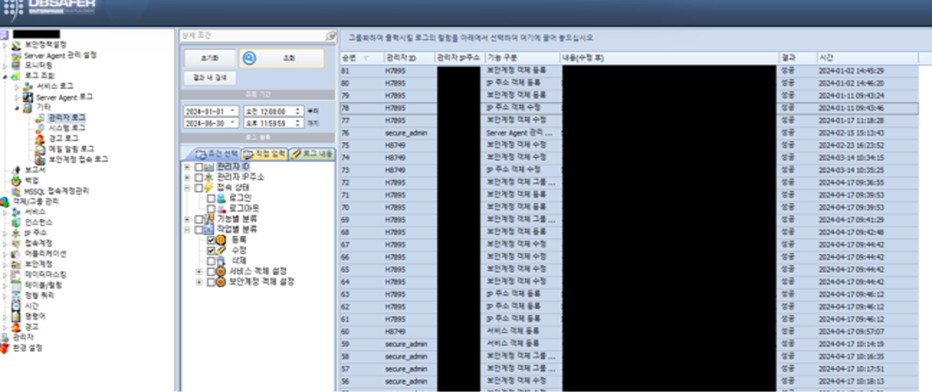 DBSAFER
ENTERPRISE
보안정책설정
Server Agent 관리 설정
모니터링
로그 조회
서비스 로그
Server Agent 로그
기타
관리자 로그
시스템 로그
경고 로그
메일 알림 로그
보안계정 접속 로그
보고서
백업
MSSQL 접속계정관리
객체/그룹 관리
서비스
인스턴스
IP 주소
접속계정
어플리케이션
보안계정
데이터마스킹
테이블/컬럼
정형 쿼리
시간
명령어
경고
관리자
환경 설정
상세 조건
초기화 조회
결과 내 검색
조회 기간
2024-01-01 오전 12:00:00 부터
2024-06-30 오후 11:59:59 까지
로그 종류
조건 선택 직접 입력 로그 내용
관리자 ID
관리자 IP주소
접속 상태
로그인
로그아웃
기능별 분류
작업별 분류
등록
수정
삭제
서비스 객체 설정
보안계정 객체 설정
그룹화하여 출력시킬 로그의 컬럼을 아래에서 선택하여 여기에 끌어 놓으십시오
순번 관리자 ID 관리자 IP주소 기능 구분 내용(수정 후) 결과 시간
81 H7895 보안계정 객체 등록 성공 2024-01-02 14:45:29
80 H7895 IP 주소 객체 등록 성공 2024-01-02 14:46:20
79 H7895 보안계정 객체 등록 성공 2024-01-11 09:43:24
78 H7895 IP 주소 객체 수정 성공 2024-01-11 09:43:46
77 H7895 보안계정 객체 수정 성공 2024-01-17 11:18:28
76 secure_admin Server Agent 관리 ... 성공 2024-02-15 15:13:43
75 H8749 보안계정 객체 수정 성공 2024-02-23 16:23:52
74 H8749 보안계정 객체 수정 성공 2024-03-14 10:34:15
73 H8749 IP 주소 객체 수정 성공 2024-03-14 10:35:25
72 H7895 보안계정 객체 그룹 ... 성공 2024-04-17 09:36:55
71 H7895 보안계정 객체 등록 성공 2024-04-17 09:39:53
70 H7895 보안계정 객체 등록 성공 2024-04-17 09:39:53
69 H7895 보안계정 객체 그룹 ... 성공 2024-04-17 09:41:29
68 H7895 보안계정 객체 등록 성공 2024-04-17 09:42:48
67 H7895 보안계정 객체 수정 성공 2024-04-17 09:44:42
66 H7895 보안계정 객체 수정 성공 2024-04-17 09:44:42
65 H7895 보안계정 객체 수정 성공 2024-04-17 09:44:42
64 H7895 보안계정 객체 수정 성공 2024-04-17 09:44:42
63 H7895 IP 주소 객체 등록 성공 2024-04-17 09:46:12
62 H7895 IP 주소 객체 등록 성공 2024-04-17 09:46:12
61 H7895 IP 주소 객체 등록 성공 2024-04-17 09:46:12
60 H8749 서비스 객체 등록 성공 2024-04-17 09:57:07
59 secure_admin 서비스 객체 등록 성공 2024-04-17 10:14:19
58 secure_admin 보안계정 객체 그룹 ... 성공 2024-04-17 10:16:35
57 secure_admin 보안계정 객체 그룹 ... 성공 2024-04-17 10:17:51
56 secure_admin 보안계정 객체 등록 성공 2024-04-17 10:18:13